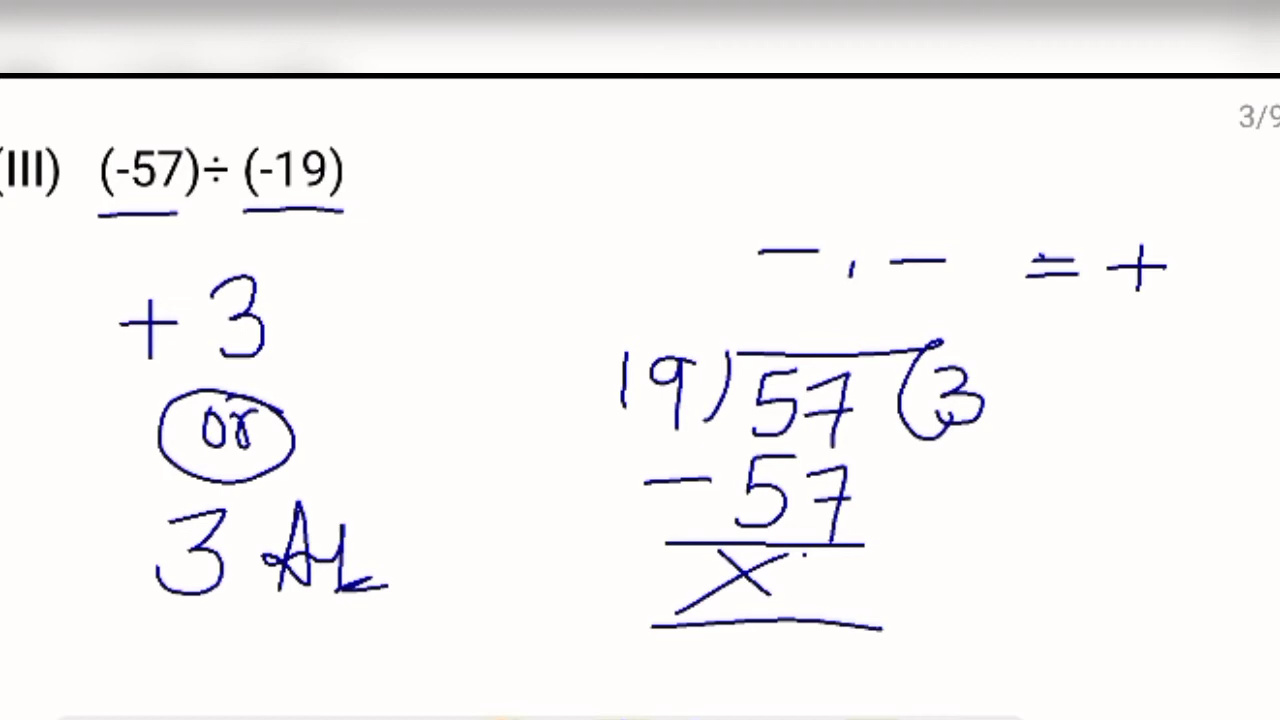 3/9
(III) (-57)÷ (-19)
+ 3
or
3 Ans
- , - = +
19) 57 (3
- 57
x